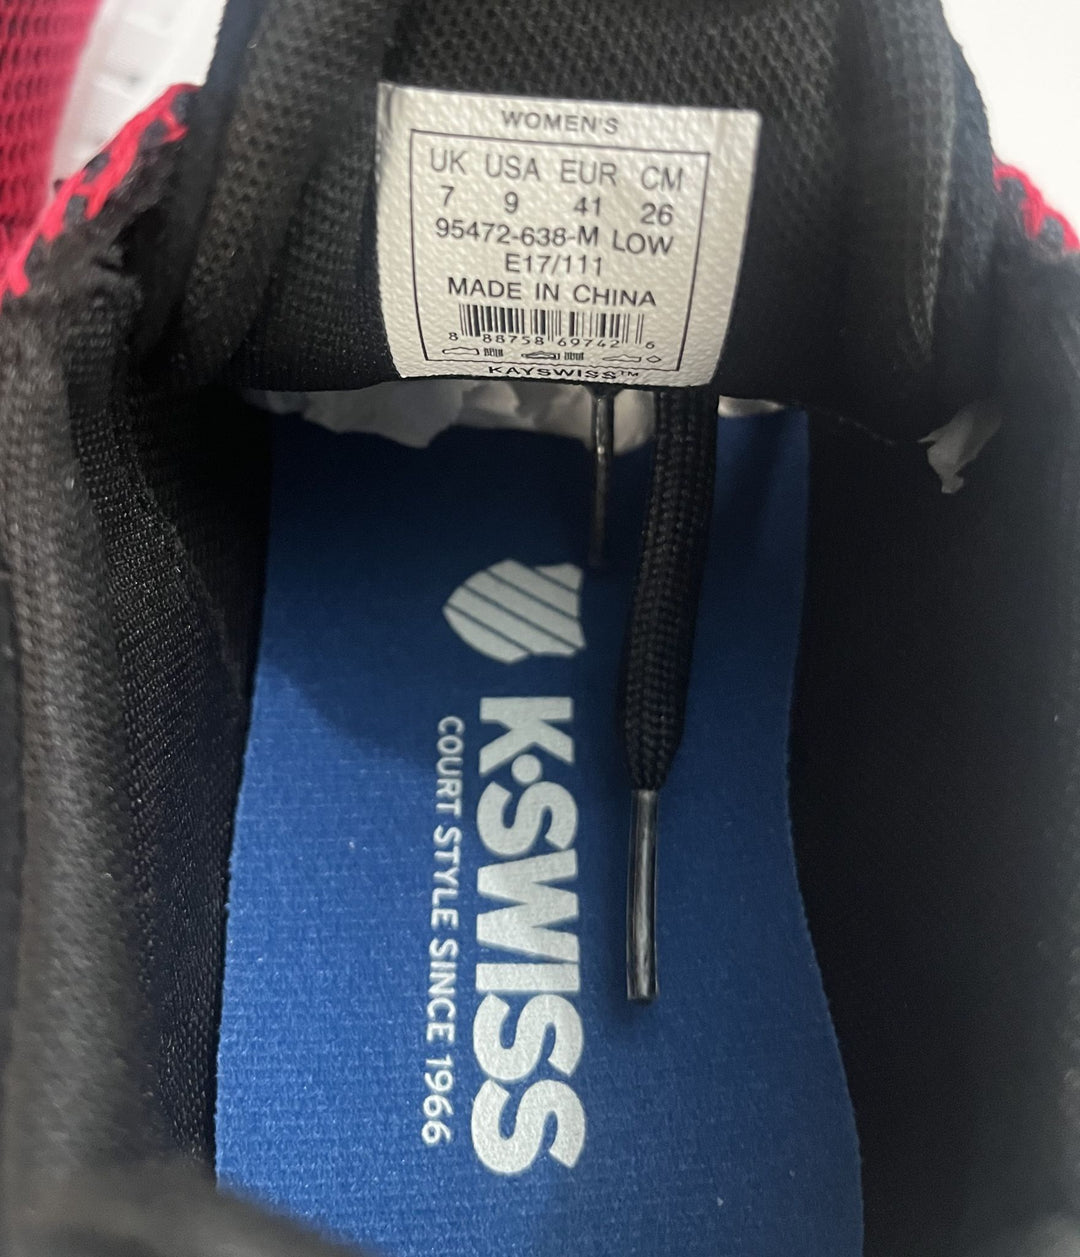 WOMEN'S
UK USA EUR CM
7 9 41 26
95472-638-M LOW
E17/111
MADE IN CHINA
8 88758 69742 6
KAYSWISS™
K·SWISS
COURT STYLE SINCE 1966